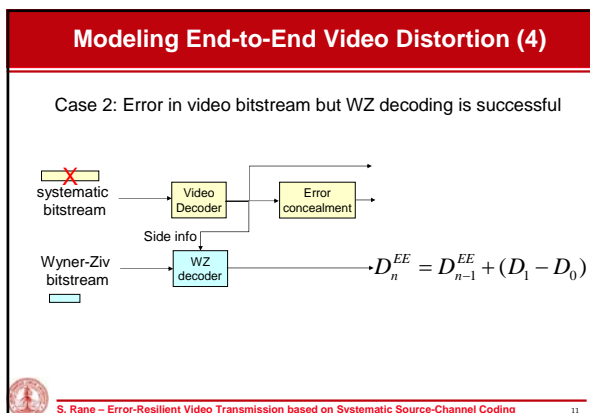 Modeling End-to-End Video Distortion (4)
Case 2: Error in video bitstream but WZ decoding is successful
X
systematic
bitstream
Video
Decoder
Error
concealment
Side info
Wyner-Ziv
bitstream
WZ
decoder
D_n^{EE} = D_{n-1}^{EE} + (D_1 - D_0)
S. Rane – Error-Resilient Video Transmission based on Systematic Source-Channel Coding
11